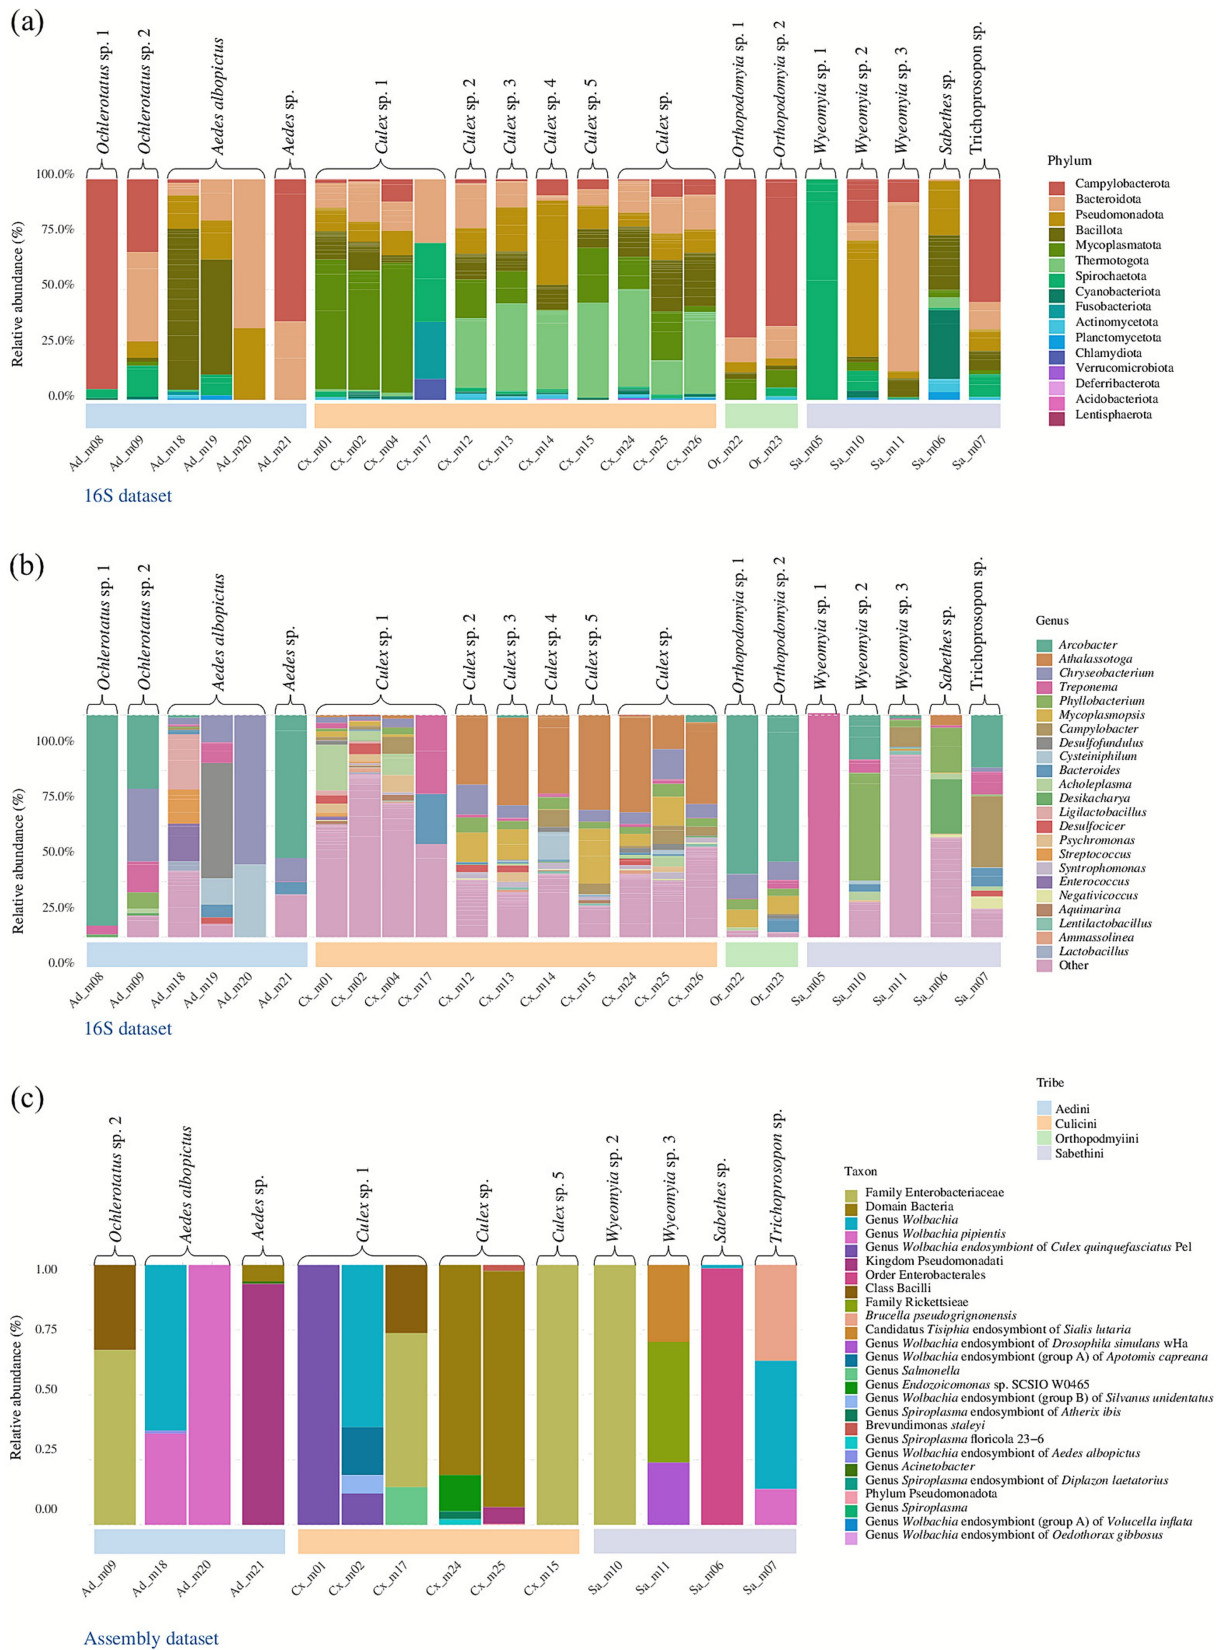 (a)
Ochlerotatus sp. 1
Ochlerotatus sp. 2
Aedes albopictus
Aedes sp.
Culex sp. 1
Culex sp. 2
Culex sp. 3
Culex sp. 4
Culex sp. 5
Culex sp.
Orthopodomyia sp. 1
Orthopodomyia sp. 2
Wyeomyia sp. 1
Wyeomyia sp. 2
Wyeomyia sp. 3
Sabethes sp.
Trichoprosopon sp.
Relative abundance (%)
100.0%
75.0%
50.0%
25.0%
0.0%
Ad_m08
Ad_m09
Ad_m18
Ad_m19
Ad_m20
Ad_m21
Cx_m01
Cx_m02
Cx_m04
Cx_m17
Cx_m12
Cx_m13
Cx_m14
Cx_m15
Cx_m24
Cx_m25
Cx_m26
Or_m22
Or_m23
Sa_m05
Sa_m10
Sa_m11
Sa_m06
Sa_m07
16S dataset
Phylum
Campylobacterota
Bacteroidota
Pseudomonadota
Bacillota
Mycoplasmatota
Thermotogota
Spirochaetota
Cyanobacteriota
Fusobacteriota
Actinomycetota
Planctomycetota
Chlamydiota
Verrucomicrobiota
Deferribacterota
Acidobacteriota
Lentisphaerota
(b)
Ochlerotatus sp. 1
Ochlerotatus sp. 2
Aedes albopictus
Aedes sp.
Culex sp. 1
Culex sp. 2
Culex sp. 3
Culex sp. 4
Culex sp. 5
Culex sp.
Orthopodomyia sp. 1
Orthopodomyia sp. 2
Wyeomyia sp. 1
Wyeomyia sp. 2
Wyeomyia sp. 3
Sabethes sp.
Trichoprosopon sp.
Relative abundance (%)
100.0%
75.0%
50.0%
25.0%
0.0%
Ad_m08
Ad_m09
Ad_m18
Ad_m19
Ad_m20
Ad_m21
Cx_m01
Cx_m02
Cx_m04
Cx_m17
Cx_m12
Cx_m13
Cx_m14
Cx_m15
Cx_m24
Cx_m25
Cx_m26
Or_m22
Or_m23
Sa_m05
Sa_m10
Sa_m11
Sa_m06
Sa_m07
16S dataset
Genus
Arcobacter
Athalassotoga
Chryseobacterium
Treponema
Phyllobacterium
Mycoplasmopsis
Campylobacter
Desulfofundulus
Cysteiniphilum
Bacteroides
Acholeplasma
Desikacharya
Ligilactobacillus
Desulfocicer
Psychromonas
Streptococcus
Syntrophomonas
Enterococcus
Negativicoccus
Aquimarina
Lentilactobacillus
Ammassolinea
Lactobacillus
Other
Tribe
Aedini
Culicini
Orthopodmyiini
Sabethini
(c)
Ochlerotatus sp. 2
Aedes albopictus
Aedes sp.
Culex sp. 1
Culex sp.
Culex sp. 5
Wyeomyia sp. 2
Wyeomyia sp. 3
Sabethes sp.
Trichoprosopon sp.
Relative abundance (%)
1.00
0.75
0.50
0.25
0.00
Ad_m09
Ad_m18
Ad_m20
Ad_m21
Cx_m01
Cx_m02
Cx_m17
Cx_m24
Cx_m25
Cx_m15
Sa_m10
Sa_m11
Sa_m06
Sa_m07
Assembly dataset
Taxon
Family Enterobacteriaceae
Domain Bacteria
Genus Wolbachia
Genus Wolbachia pipientis
Genus Wolbachia endosymbiont of Culex quinquefasciatus Pel
Kingdom Pseudomonadati
Order Enterobacterales
Class Bacilli
Family Rickettsieae
Brucella pseudogrignonensis
Candidatus Tisiphia endosymbiont of Sialis lutaria
Genus Wolbachia endosymbiont of Drosophila simulans wHa
Genus Wolbachia endosymbiont (group A) of Apotomis capreana
Genus Salmonella
Genus Endozoicomonas sp. SCSIO W0465
Genus Wolbachia endosymbiont (group B) of Silvanus unidentatus
Genus Spiroplasma endosymbiont of Atherix ibis
Brevundimonas staleyi
Genus Spiroplasma floricola 23−6
Genus Wolbachia endosymbiont of Aedes albopictus
Genus Acinetobacter
Genus Spiroplasma endosymbiont of Diplazon laetatorius
Phylum Pseudomonadota
Genus Spiroplasma
Genus Wolbachia endosymbiont (group A) of Volucella inflata
Genus Wolbachia endosymbiont of Oedothorax gibbosus